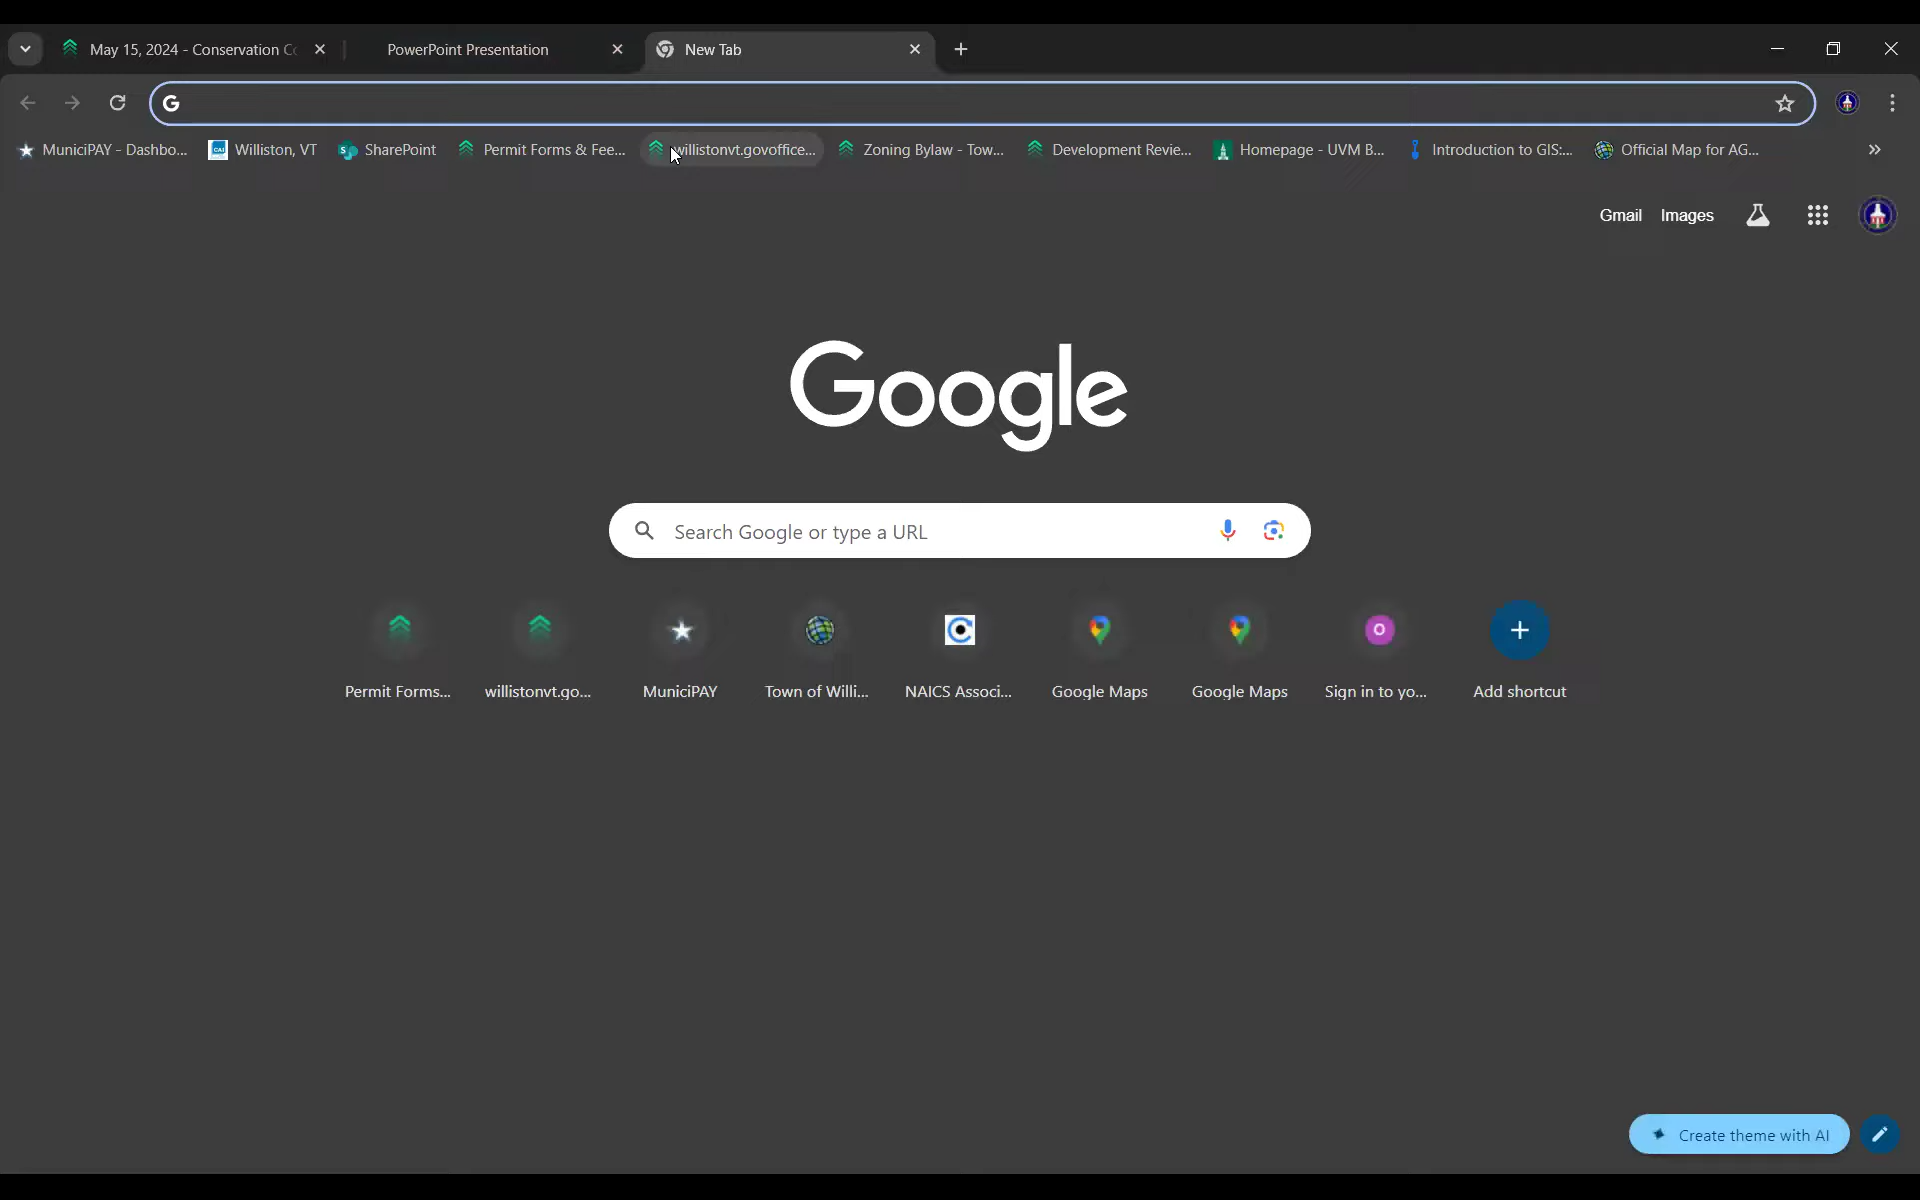 May 15, 2024 - Conservation Co
PowerPoint Presentation
New Tab
MuniciPAY - Dashbo...
Williston, VT
SharePoint
Permit Forms & Fee...
willistonvt.govoffice...
Zoning Bylaw - Tow...
Development Revie...
Homepage - UVM B...
Introduction to GIS:...
Official Map for AG...
Gmail
Images
Google
Search Google or type a URL
Permit Forms...
willistonvt.go...
MuniciPAY
Town of Willi...
NAICS Associ...
Google Maps
Google Maps
Sign in to yo...
Add shortcut
Create theme with AI